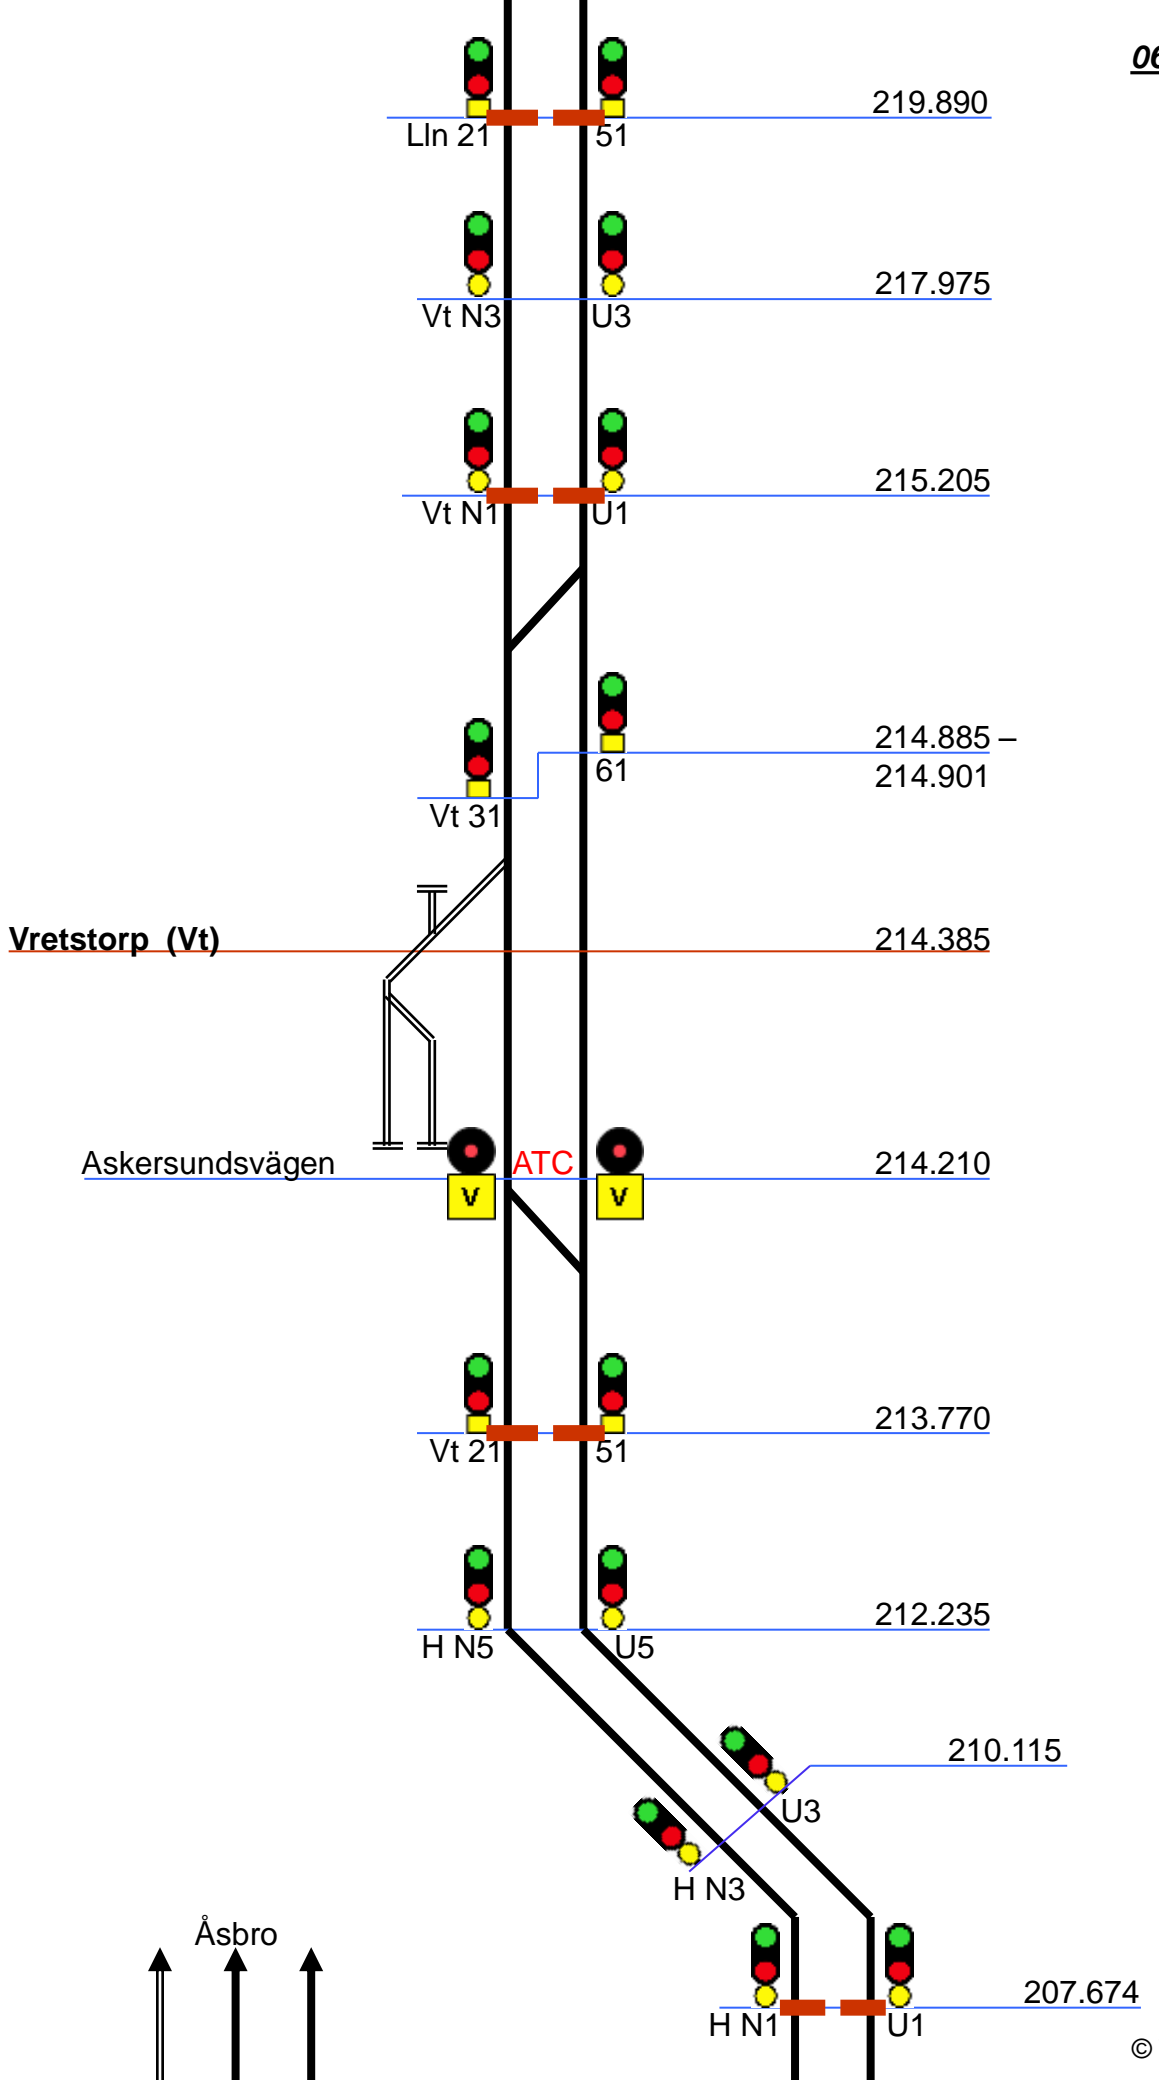 06
219.890
Lln 21 51
217.975
Vt N3 U3
215.205
Vt N1 U1
214.885 –
61 214.901
Vt 31
Vretstorp (Vt) 214.385
Askersundsvägen ATC 214.210
V V
213.770
Vt 21 51
212.235
H N5 U5
210.115
U3
H N3
Åsbro
207.674
H N1 U1
©